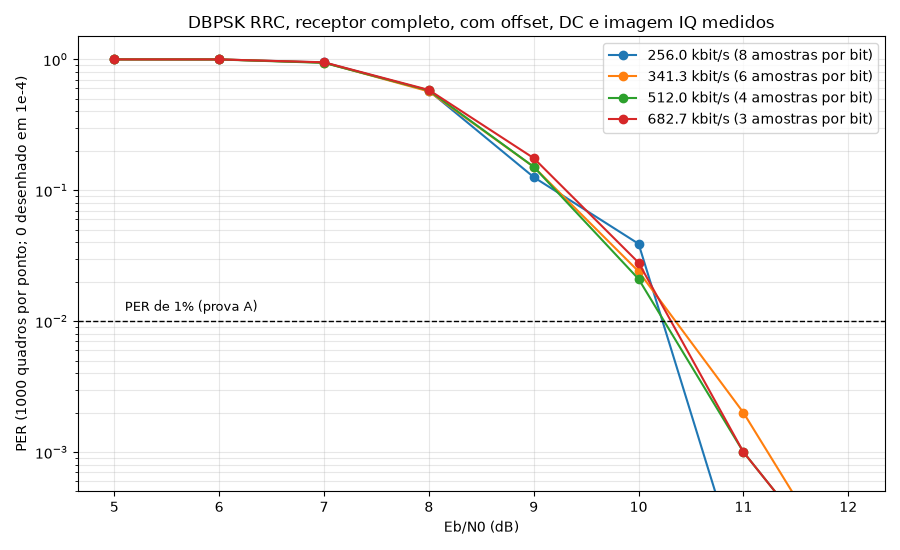 DBPSK RRC, receptor completo, com offset, DC e imagem IQ medidos
PER (1000 quadros por ponto; 0 desenhado em 1e-4)
10⁰
10⁻¹
10⁻²
10⁻³
256.0 kbit/s (8 amostras por bit)
341.3 kbit/s (6 amostras por bit)
512.0 kbit/s (4 amostras por bit)
682.7 kbit/s (3 amostras por bit)
PER de 1% (prova A)
5 6 7 8 9 10 11 12
Eb/N0 (dB)